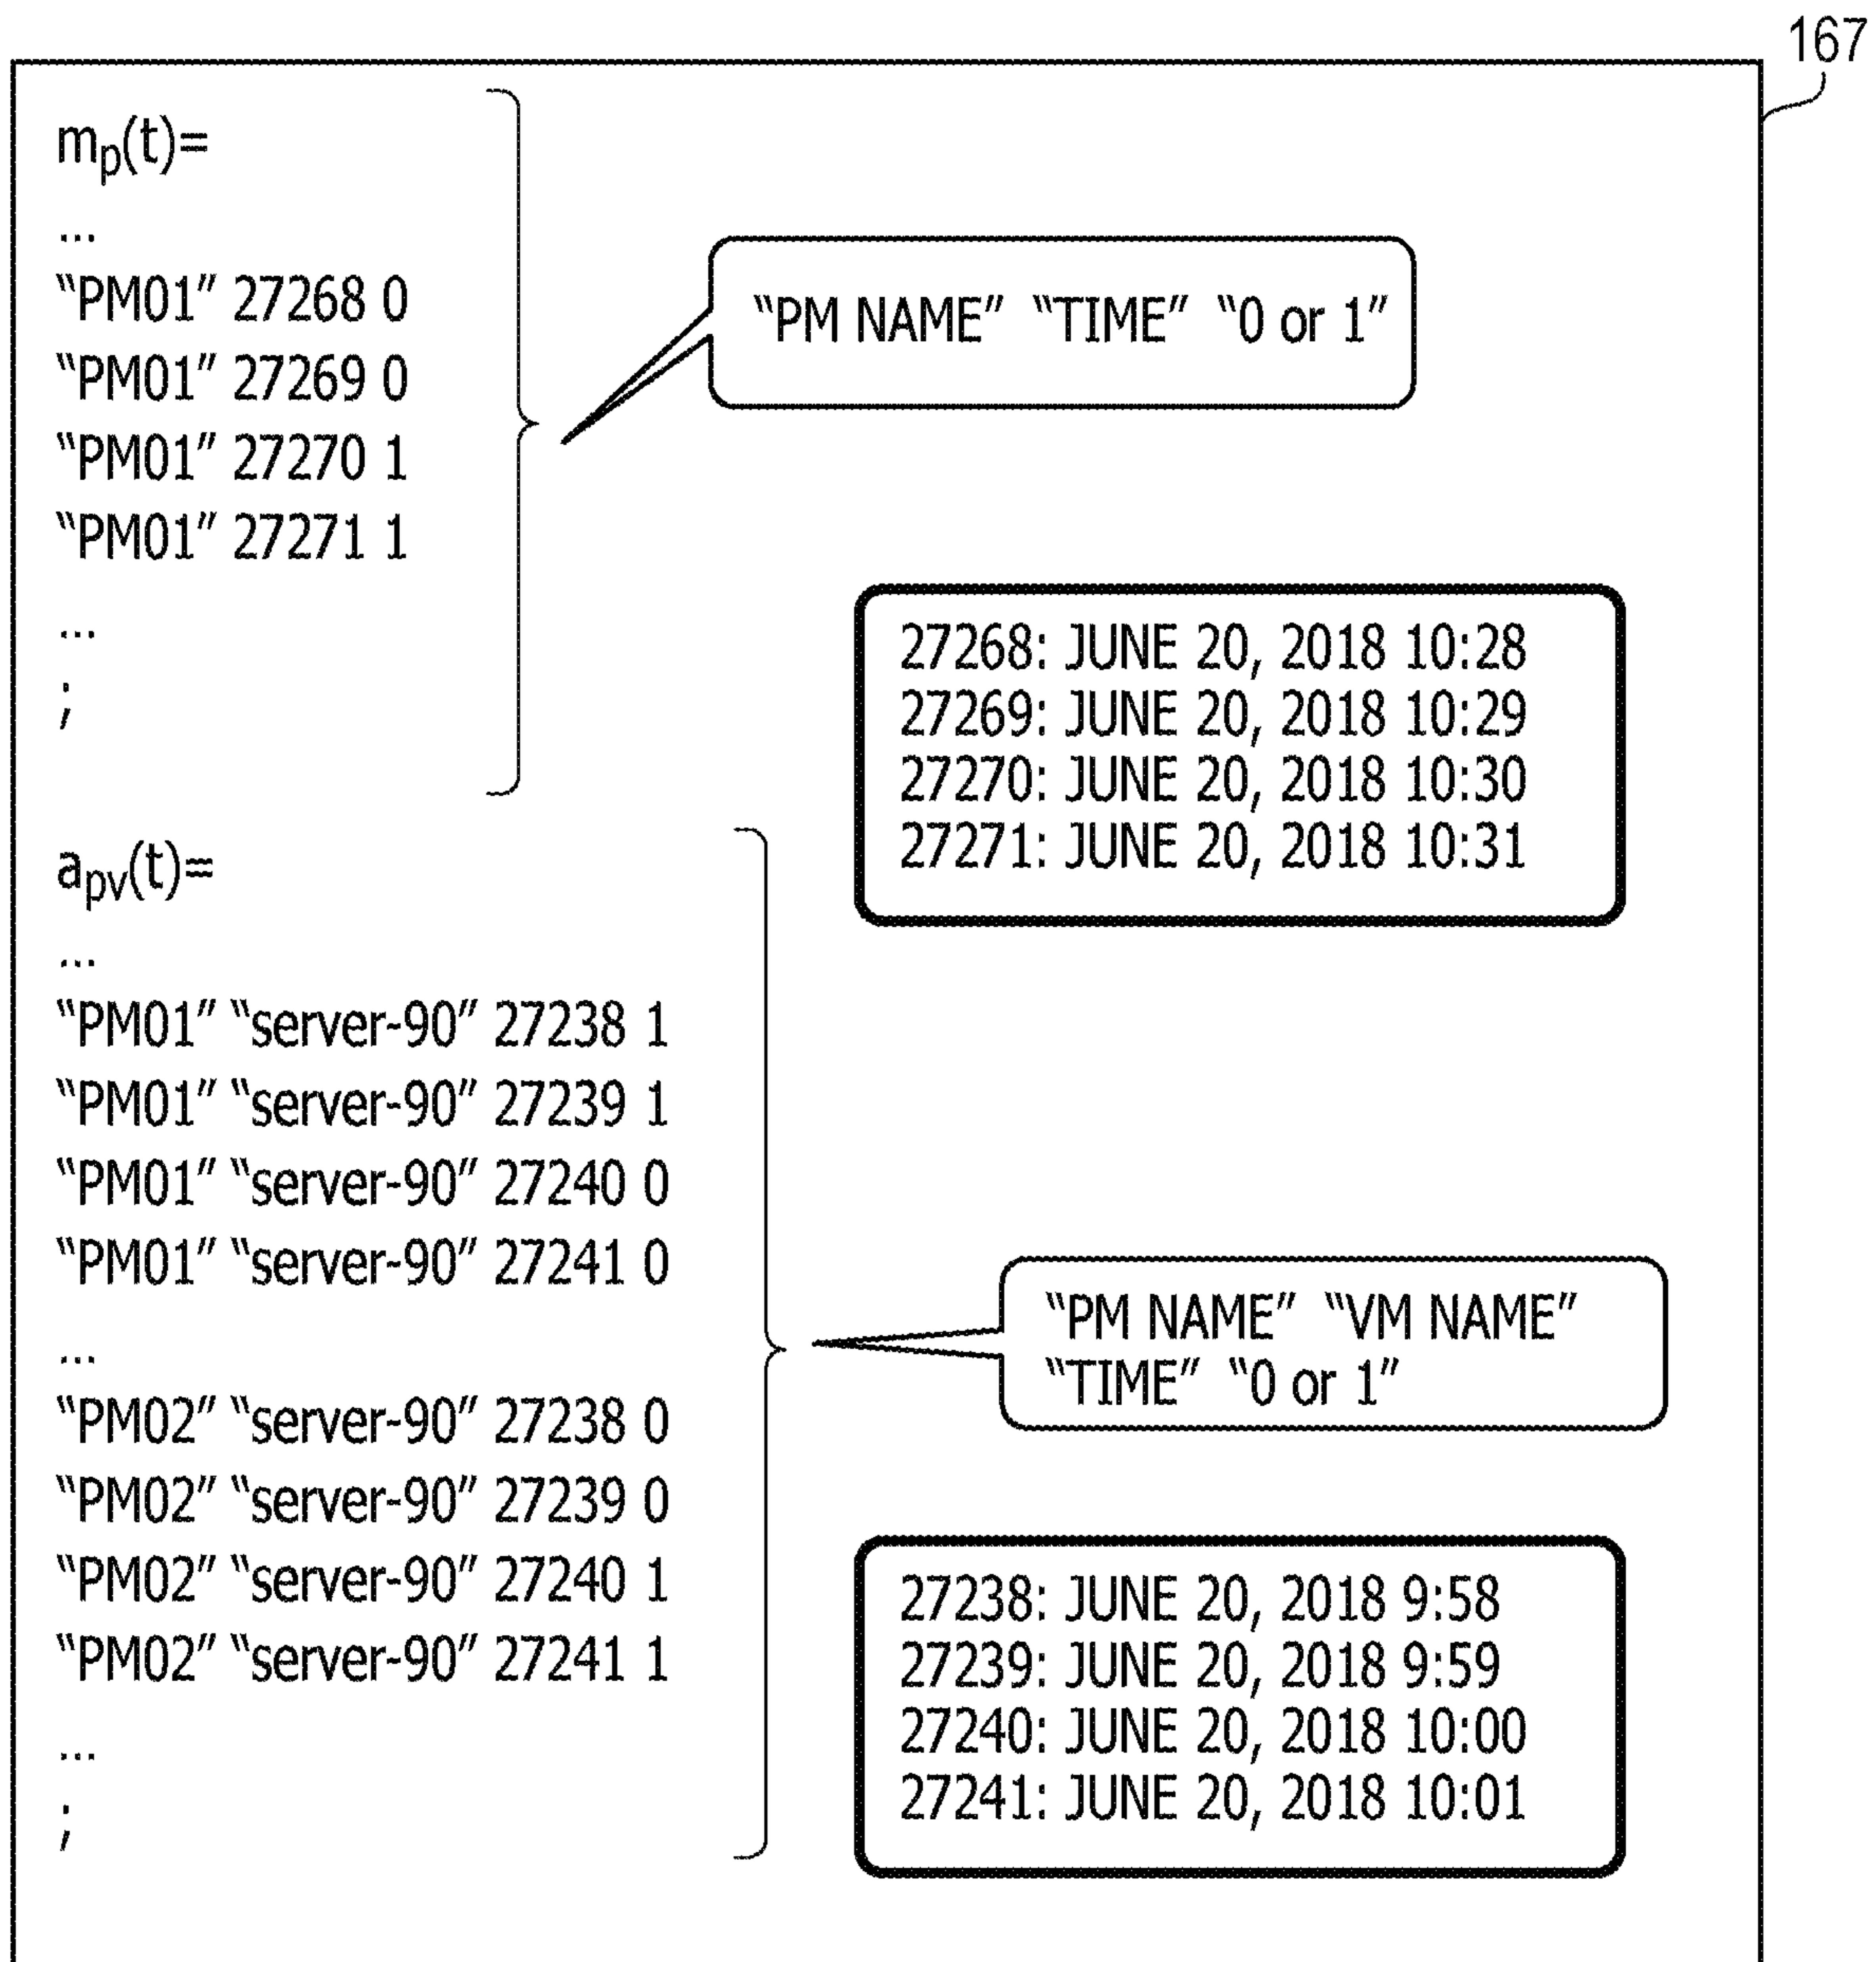 167
mp(t)=
...
“PM01” 27268 0
“PM01” 27269 0
“PM01” 27270 1
“PM01” 27271 1
...
;
“PM NAME” “TIME” “0 or 1”
27268: JUNE 20, 2018 10:28
27269: JUNE 20, 2018 10:29
27270: JUNE 20, 2018 10:30
27271: JUNE 20, 2018 10:31
apv(t)=
...
“PM01” “server-90” 27238 1
“PM01” “server-90” 27239 1
“PM01” “server-90” 27240 0
“PM01” “server-90” 27241 0
...
“PM02” “server-90” 27238 0
“PM02” “server-90” 27239 0
“PM02” “server-90” 27240 1
“PM02” “server-90” 27241 1
...
;
“PM NAME” “VM NAME”
“TIME” “0 or 1”
27238: JUNE 20, 2018 9:58
27239: JUNE 20, 2018 9:59
27240: JUNE 20, 2018 10:00
27241: JUNE 20, 2018 10:01